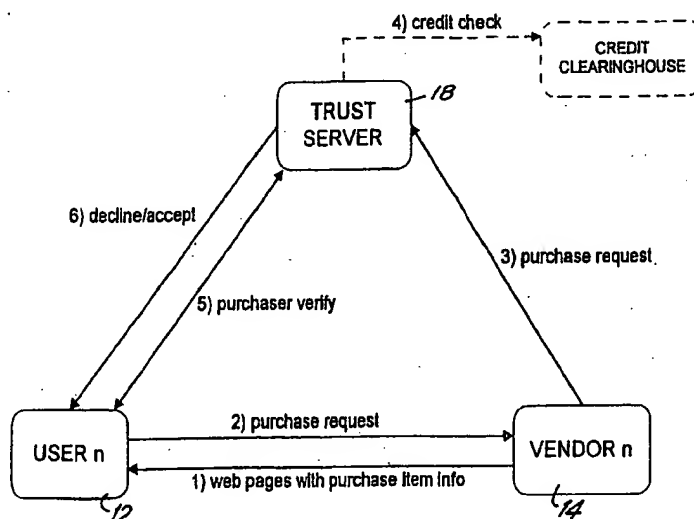 4) credit check
CREDIT
CLEARINGHOUSE
18
TRUST
SERVER
6) decline/accept
3) purchase request
5) purchaser verify
2) purchase request
USER n
VENDOR n
1) web pages with purchase item info
12
14